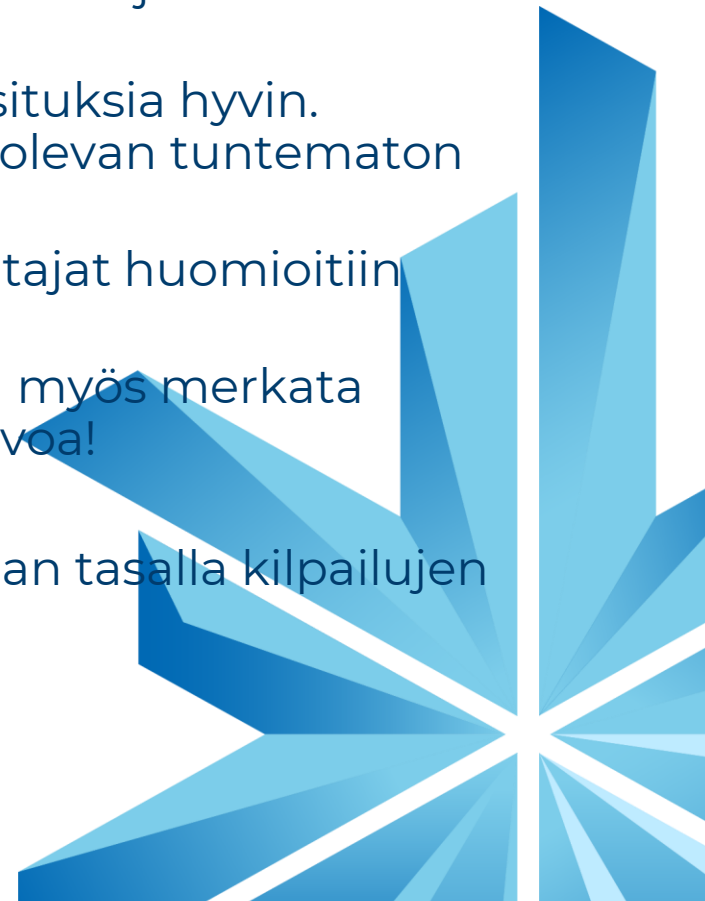 situksia hyvin.
olevan tuntematon
tajat huomioitiin
myös merkata
voa!
an tasalla kilpailujen